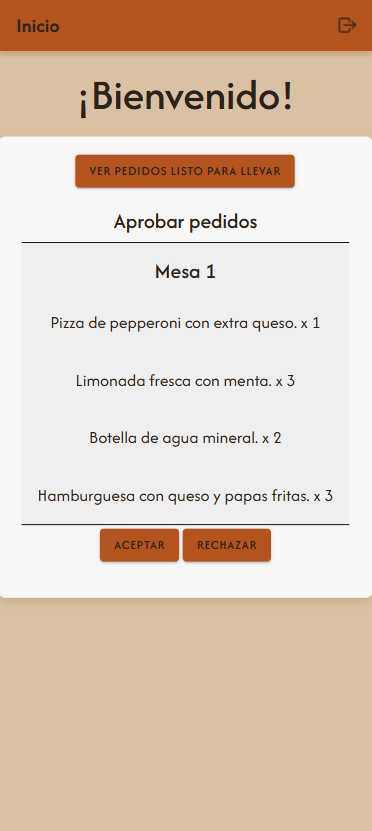 Inicio
¡Bienvenido!
VER PEDIDOS LISTO PARA LLEVAR
Aprobar pedidos
Mesa 1
Pizza de pepperoni con extra queso. x 1
Limonada fresca con menta. x 3
Botella de agua mineral. x 2
Hamburguesa con queso y papas fritas. x 3
ACEPTAR RECHAZAR